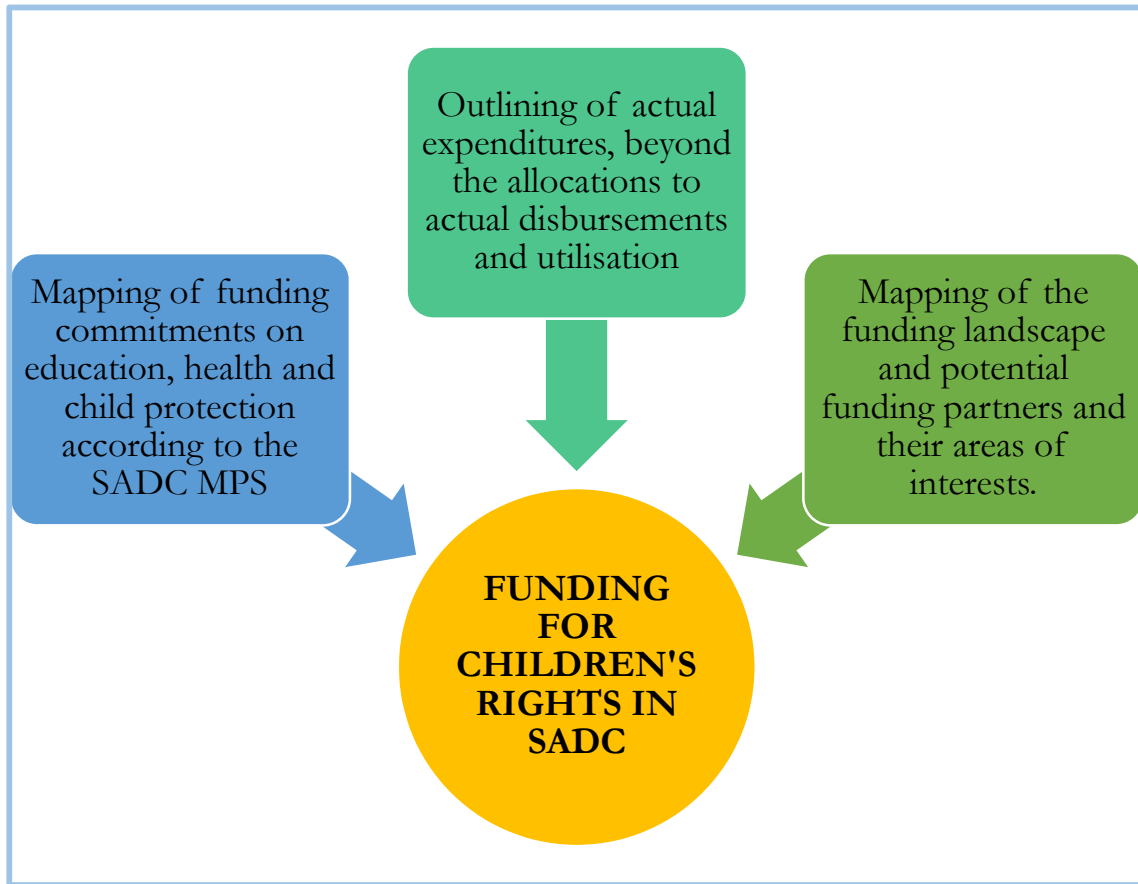 Outlining of actual
expenditures, beyond
the allocations to
actual disbursements
and utilisation
Mapping of funding
commitments on
education, health and
child protection
according to the
SADC MPS
Mapping of the
funding landscape
and potential
funding partners and
their areas of
interests.
FUNDING
FOR
CHILDREN'S
RIGHTS IN
SADC